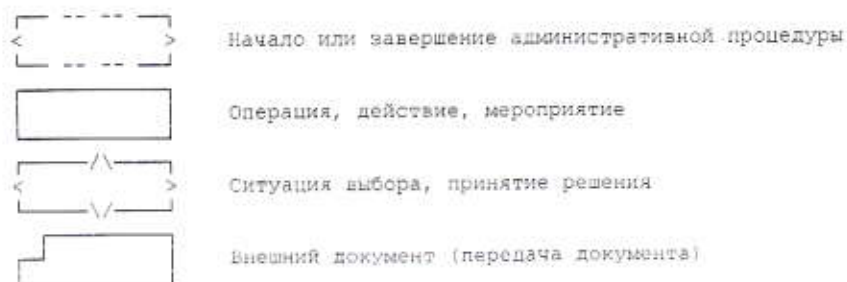 Начало или завершение административной процедуры
Операция, действие, мероприятие
Ситуация выбора, принятие решения
Внешний документ (передача документа)